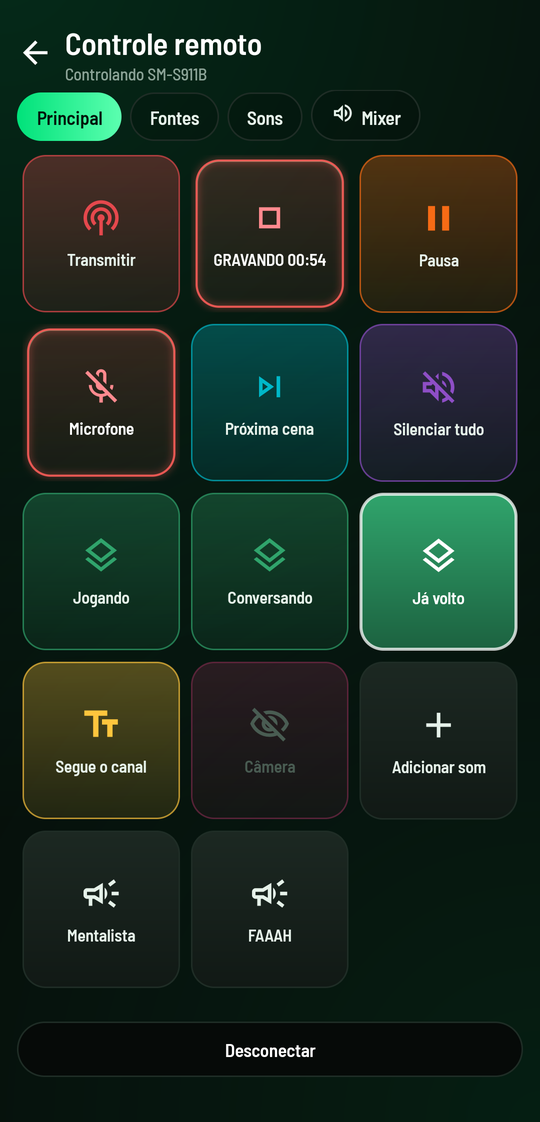 Controle remoto
Controlando SM-S911B
Principal
Fontes
Sons
Mixer
Transmitir
GRAVANDO 00:54
Pausa
Microfone
Próxima cena
Silenciar tudo
Jogando
Conversando
Já volto
Segue o canal
Câmera
Adicionar som
Mentalista
FAAAH
Desconectar